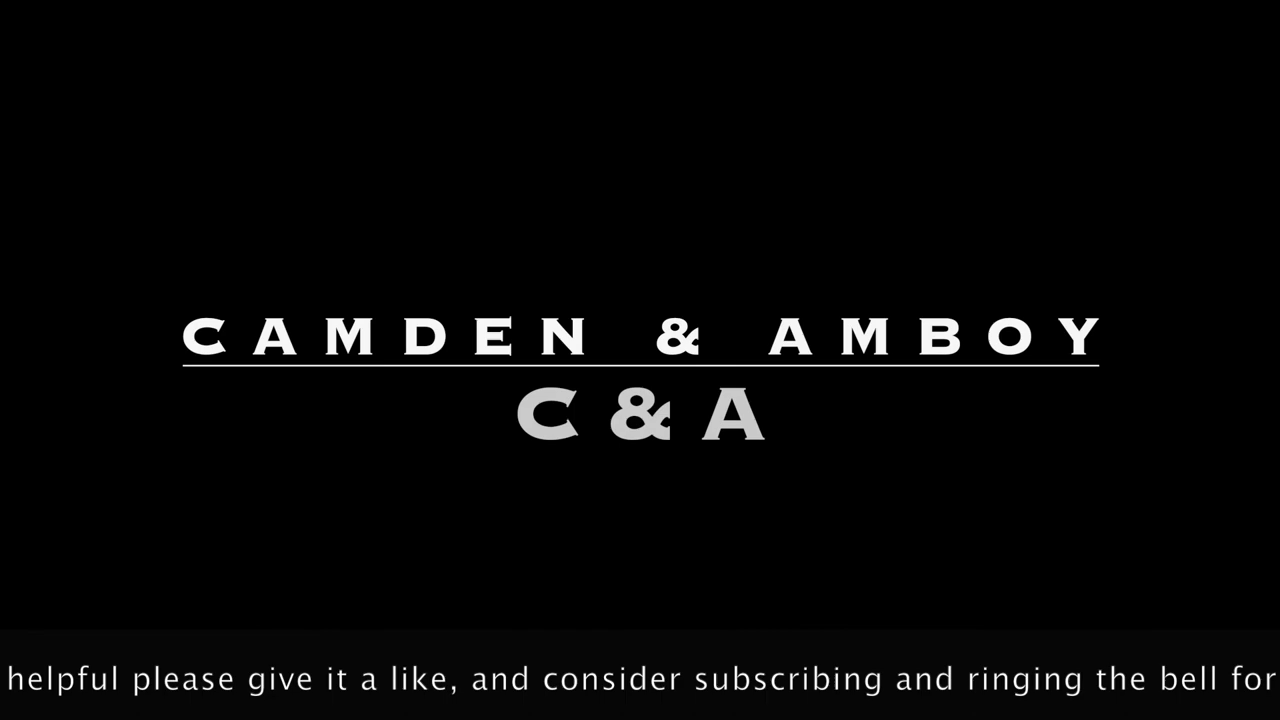 CAMDEN & AMBOY
C&A
helpful please give it a like, and consider subscribing and ringing the bell for